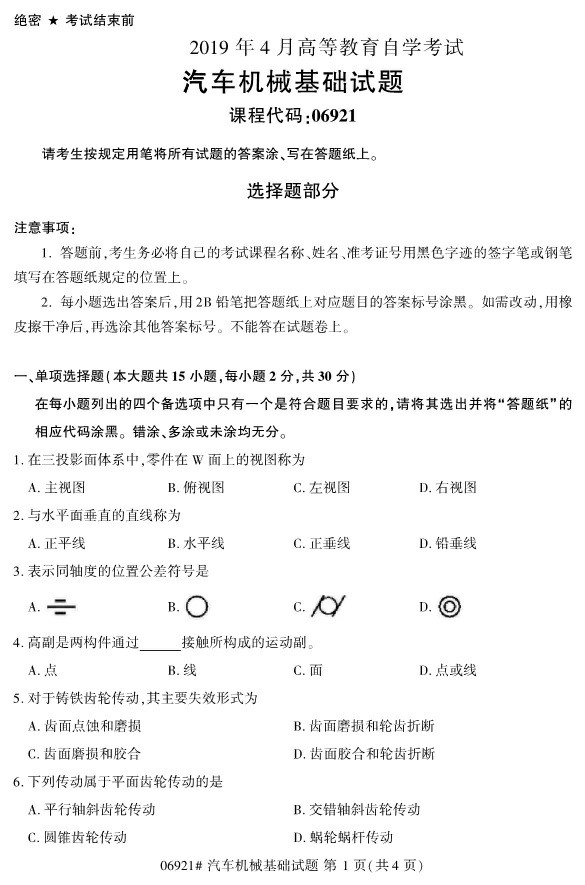 绝密 ★ 考试结束前
2019 年 4 月高等教育自学考试
汽车机械基础试题
课程代码:06921
请考生按规定用笔将所有试题的答案涂、写在答题纸上。
选择题部分
注意事项:
1. 答题前,考生务必将自己的考试课程名称、姓名、准考证号用黑色字迹的签字笔或钢笔
填写在答题纸规定的位置上。
2. 每小题选出答案后,用 2B 铅笔把答题纸上对应题目的答案标号涂黑。如需改动,用橡
皮擦干净后,再选涂其他答案标号。不能答在试题卷上。
一、单项选择题(本大题共 15 小题,每小题 2 分,共 30 分)
在每小题列出的四个备选项中只有一个是符合题目要求的,请将其选出并将“答题纸”的
相应代码涂黑。错涂、多涂或未涂均无分。
1. 在三投影面体系中,零件在 W 面上的视图称为
A. 主视图 B. 俯视图 C. 左视图 D. 右视图
2. 与水平面垂直的直线称为
A. 正平线 B. 水平线 C. 正垂线 D. 铅垂线
3. 表示同轴度的位置公差符号是
A. B. C. D.
4. 高副是两构件通过______接触所构成的运动副。
A. 点 B. 线 C. 面 D. 点或线
5. 对于铸铁齿轮传动,其主要失效形式为
A. 齿面点蚀和磨损 B. 齿面磨损和轮齿折断
C. 齿面磨损和胶合 D. 齿面胶合和轮齿折断
6. 下列传动属于平面齿轮传动的是
A. 平行轴斜齿轮传动 B. 交错轴斜齿轮传动
C. 圆锥齿轮传动 D. 蜗轮蜗杆传动
06921# 汽车机械基础试题 第 1 页(共 4 页)